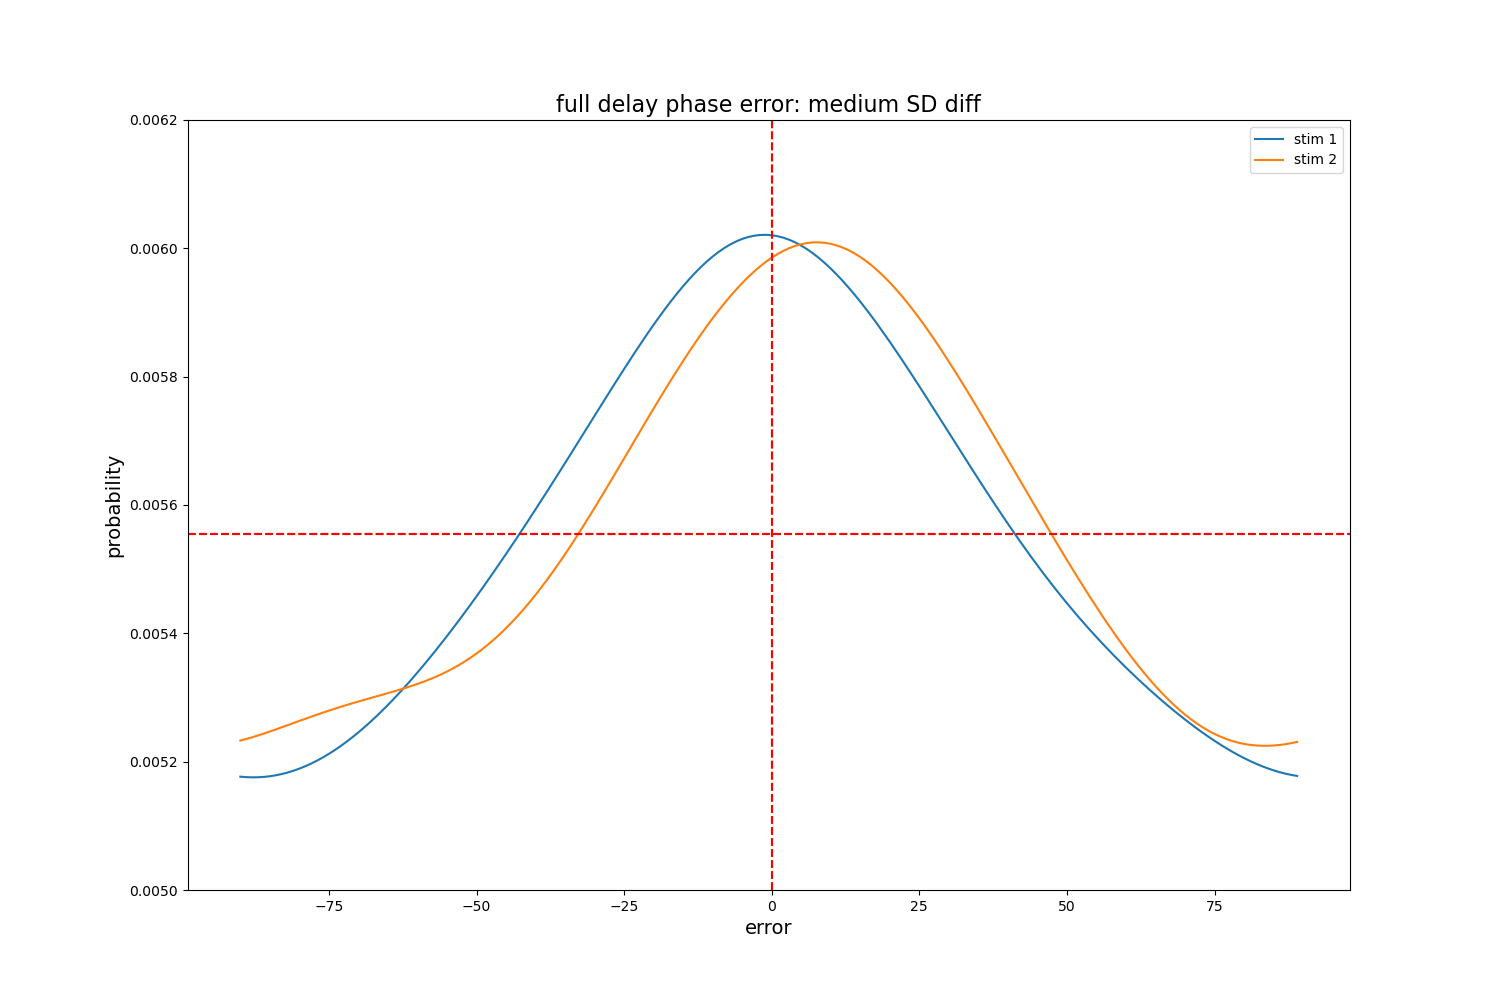 full delay phase error: medium SD diff
0.0062
0.0060
0.0058
0.0056
0.0054
0.0052
0.0050
probability
stim 1
stim 2
−75 −50 −25 0 25 50 75
error